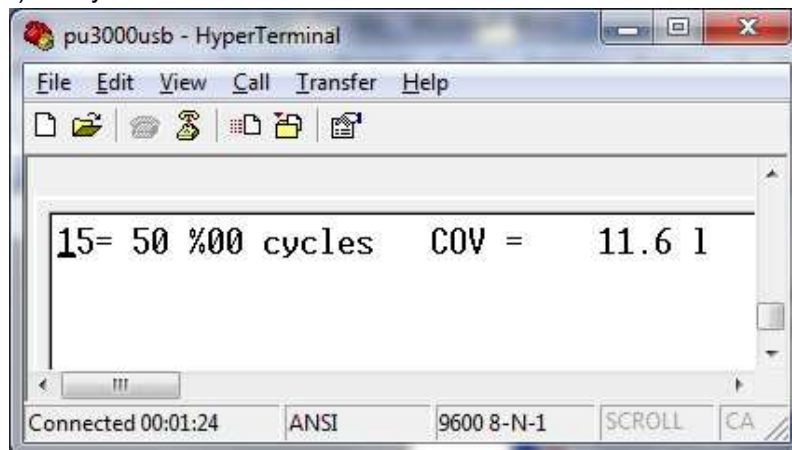 pu3000usb - HyperTerminal
File Edit View Call Transfer Help
15= 50 %00 cycles COV = 11.6 l
Connected 00:01:24 ANSI 9600 8-N-1 SCROLL CA